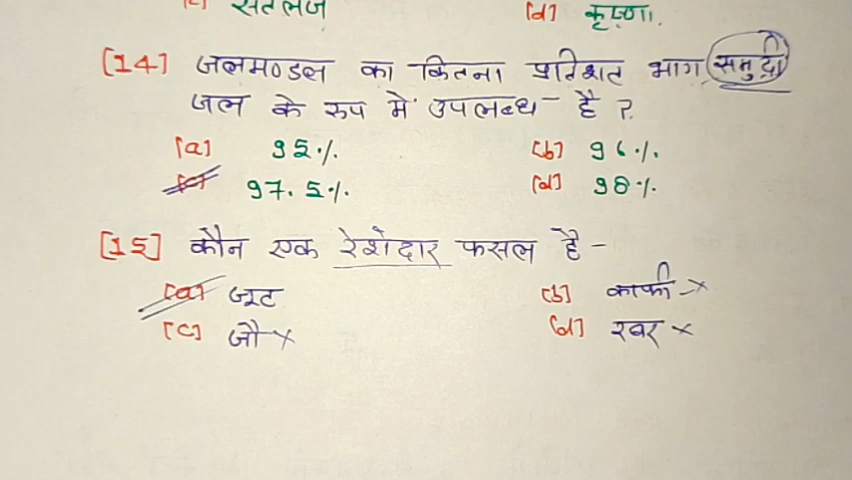 [c] सतलज [d] कृष्णा.
[14] जलमण्डल का कितना प्रतिशत भाग समुद्री
जल के रुप में उपलब्ध है ?
[a] 95·/. [b] 96·/.
[c] 97.5·/. [d] 98·/.
[15] कौन एक रेशेदार फसल है -
[a] जूट [b] काफी ×
[c] जौ × [d] रबर ×